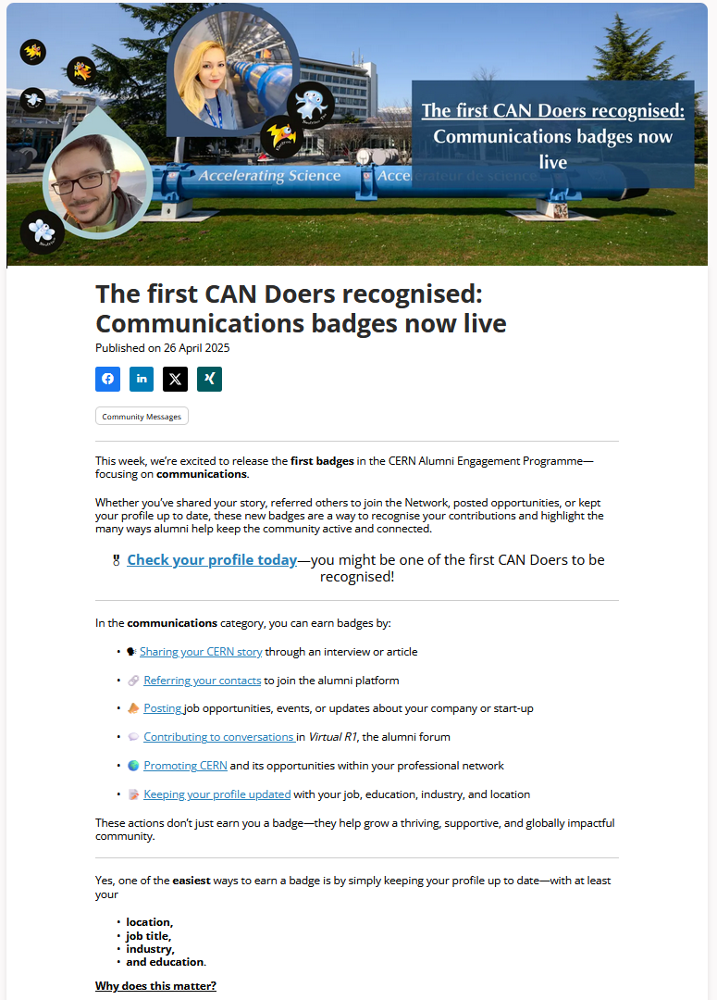 The first CAN Doers recognised:
Communications badges now
live
Accelerating Science
Acce
The first CAN Doers recognised:
Communications badges now live
Published on 26 April 2025
Community Messages
This week, we're excited to release the first badges in the CERN Alumni Engagement Programme—
focusing on communications.
Whether you've shared your story, referred others to join the Network, posted opportunities, or kept
your profile up to date, these new badges are a way to recognise your contributions and highlight the
many ways alumni help keep the community active and connected.
🎖 Check your profile today—you might be one of the first CAN Doers to be
recognised!
In the communications category, you can earn badges by:
• 🗣 Sharing your CERN story through an interview or article
• 🔗 Referring your contacts to join the alumni platform
• 📣 Posting job opportunities, events, or updates about your company or start-up
• 💬 Contributing to conversations in Virtual R1, the alumni forum
• 🌍 Promoting CERN and its opportunities within your professional network
• 📝 Keeping your profile updated with your job, education, industry, and location
These actions don't just earn you a badge—they help grow a thriving, supportive, and globally impactful
community.
Yes, one of the easiest ways to earn a badge is by simply keeping your profile up to date—with at least
your
• location,
• job title,
• industry,
• and education.
Why does this matter?